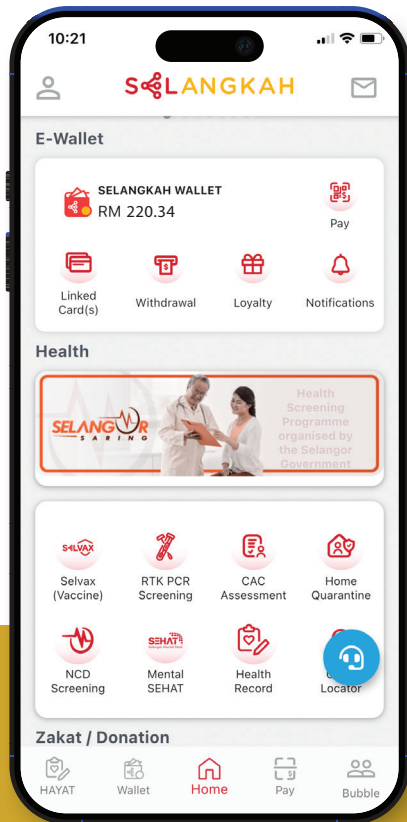 10:21
SELANGKAH
E-Wallet
SELANGKAH WALLET
RM 220.34
Pay
Linked
Card(s)
Withdrawal
Loyalty
Notifications
Health
SELANGOR
SARING
Health
Screening
Programme
organised by
the Selangor
Government
SELVAX
Selvax
(Vaccine)
RTK PCR
Screening
CAC
Assessment
Home
Quarantine
NCD
Screening
SEHAT
Mental
SEHAT
Health
Record
Locator
Zakat / Donation
HAYAT
Wallet
Home
Pay
Bubble